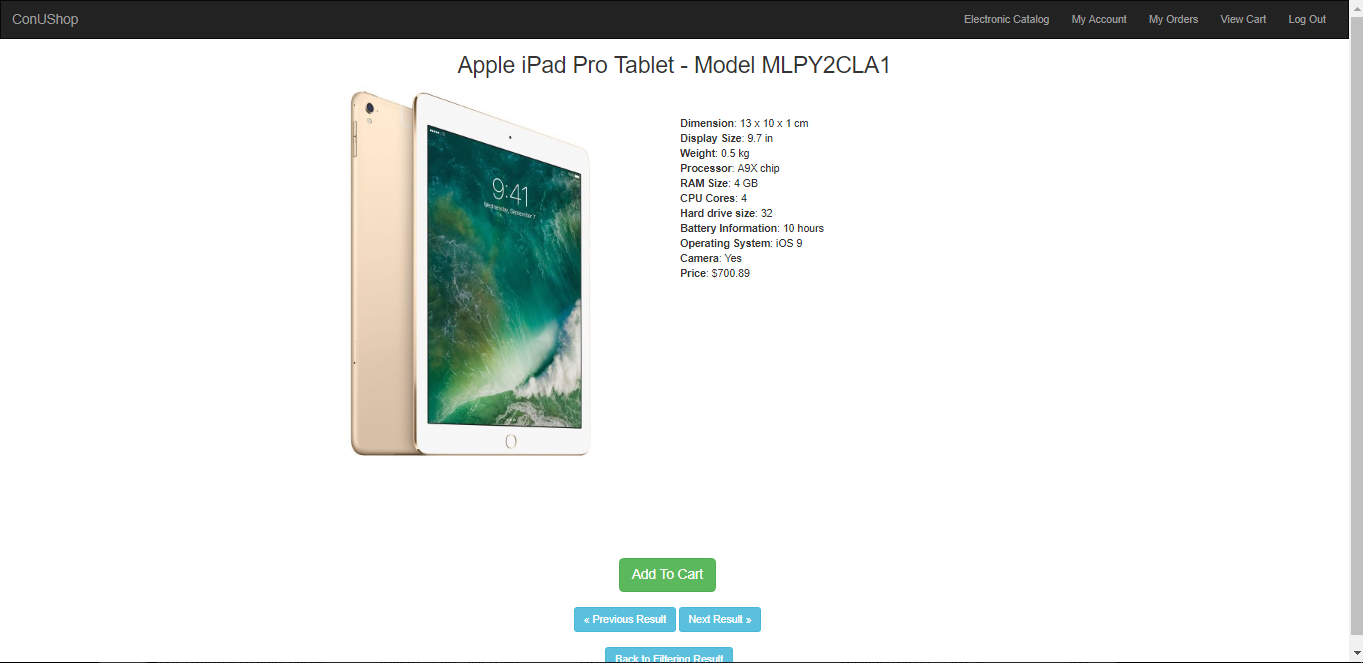 ConUShop
Electronic Catalog
My Account
My Orders
View Cart
Log Out
Apple iPad Pro Tablet - Model MLPY2CLA1
9:41
Wednesday, September 7
Dimension: 13 x 10 x 1 cm
Display Size: 9.7 in
Weight: 0.5 kg
Processor: A9X chip
RAM Size: 4 GB
CPU Cores: 4
Hard drive size: 32
Battery Information: 10 hours
Operating System: iOS 9
Camera: Yes
Price: $700.89
Add To Cart
« Previous Result
Next Result »
Back to Filtering Result